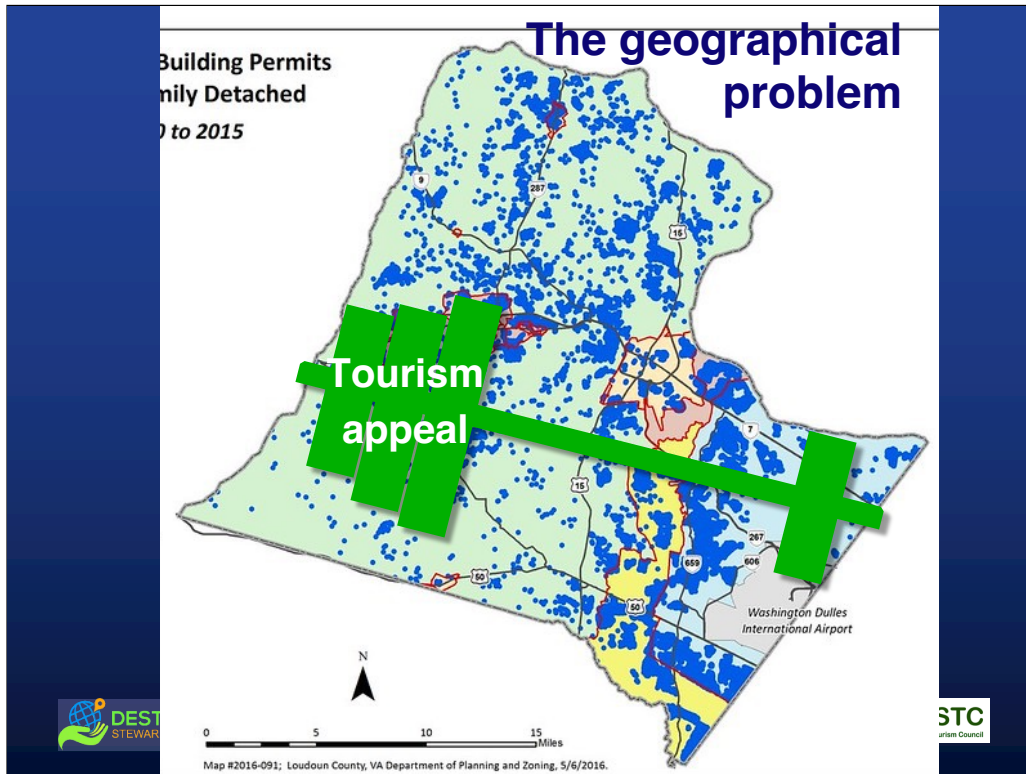 The geographical
problem
Building Permits
mily Detached
0 to 2015
9
287
15
Tourism
appeal
7
15
267
606
659
50
50
Washington Dulles
International Airport
N
0 5 10 15
Miles
DEST
STEWAR
STC
urism Council
Map #2016-091; Loudoun County, VA Department of Planning and Zoning, 5/6/2016.